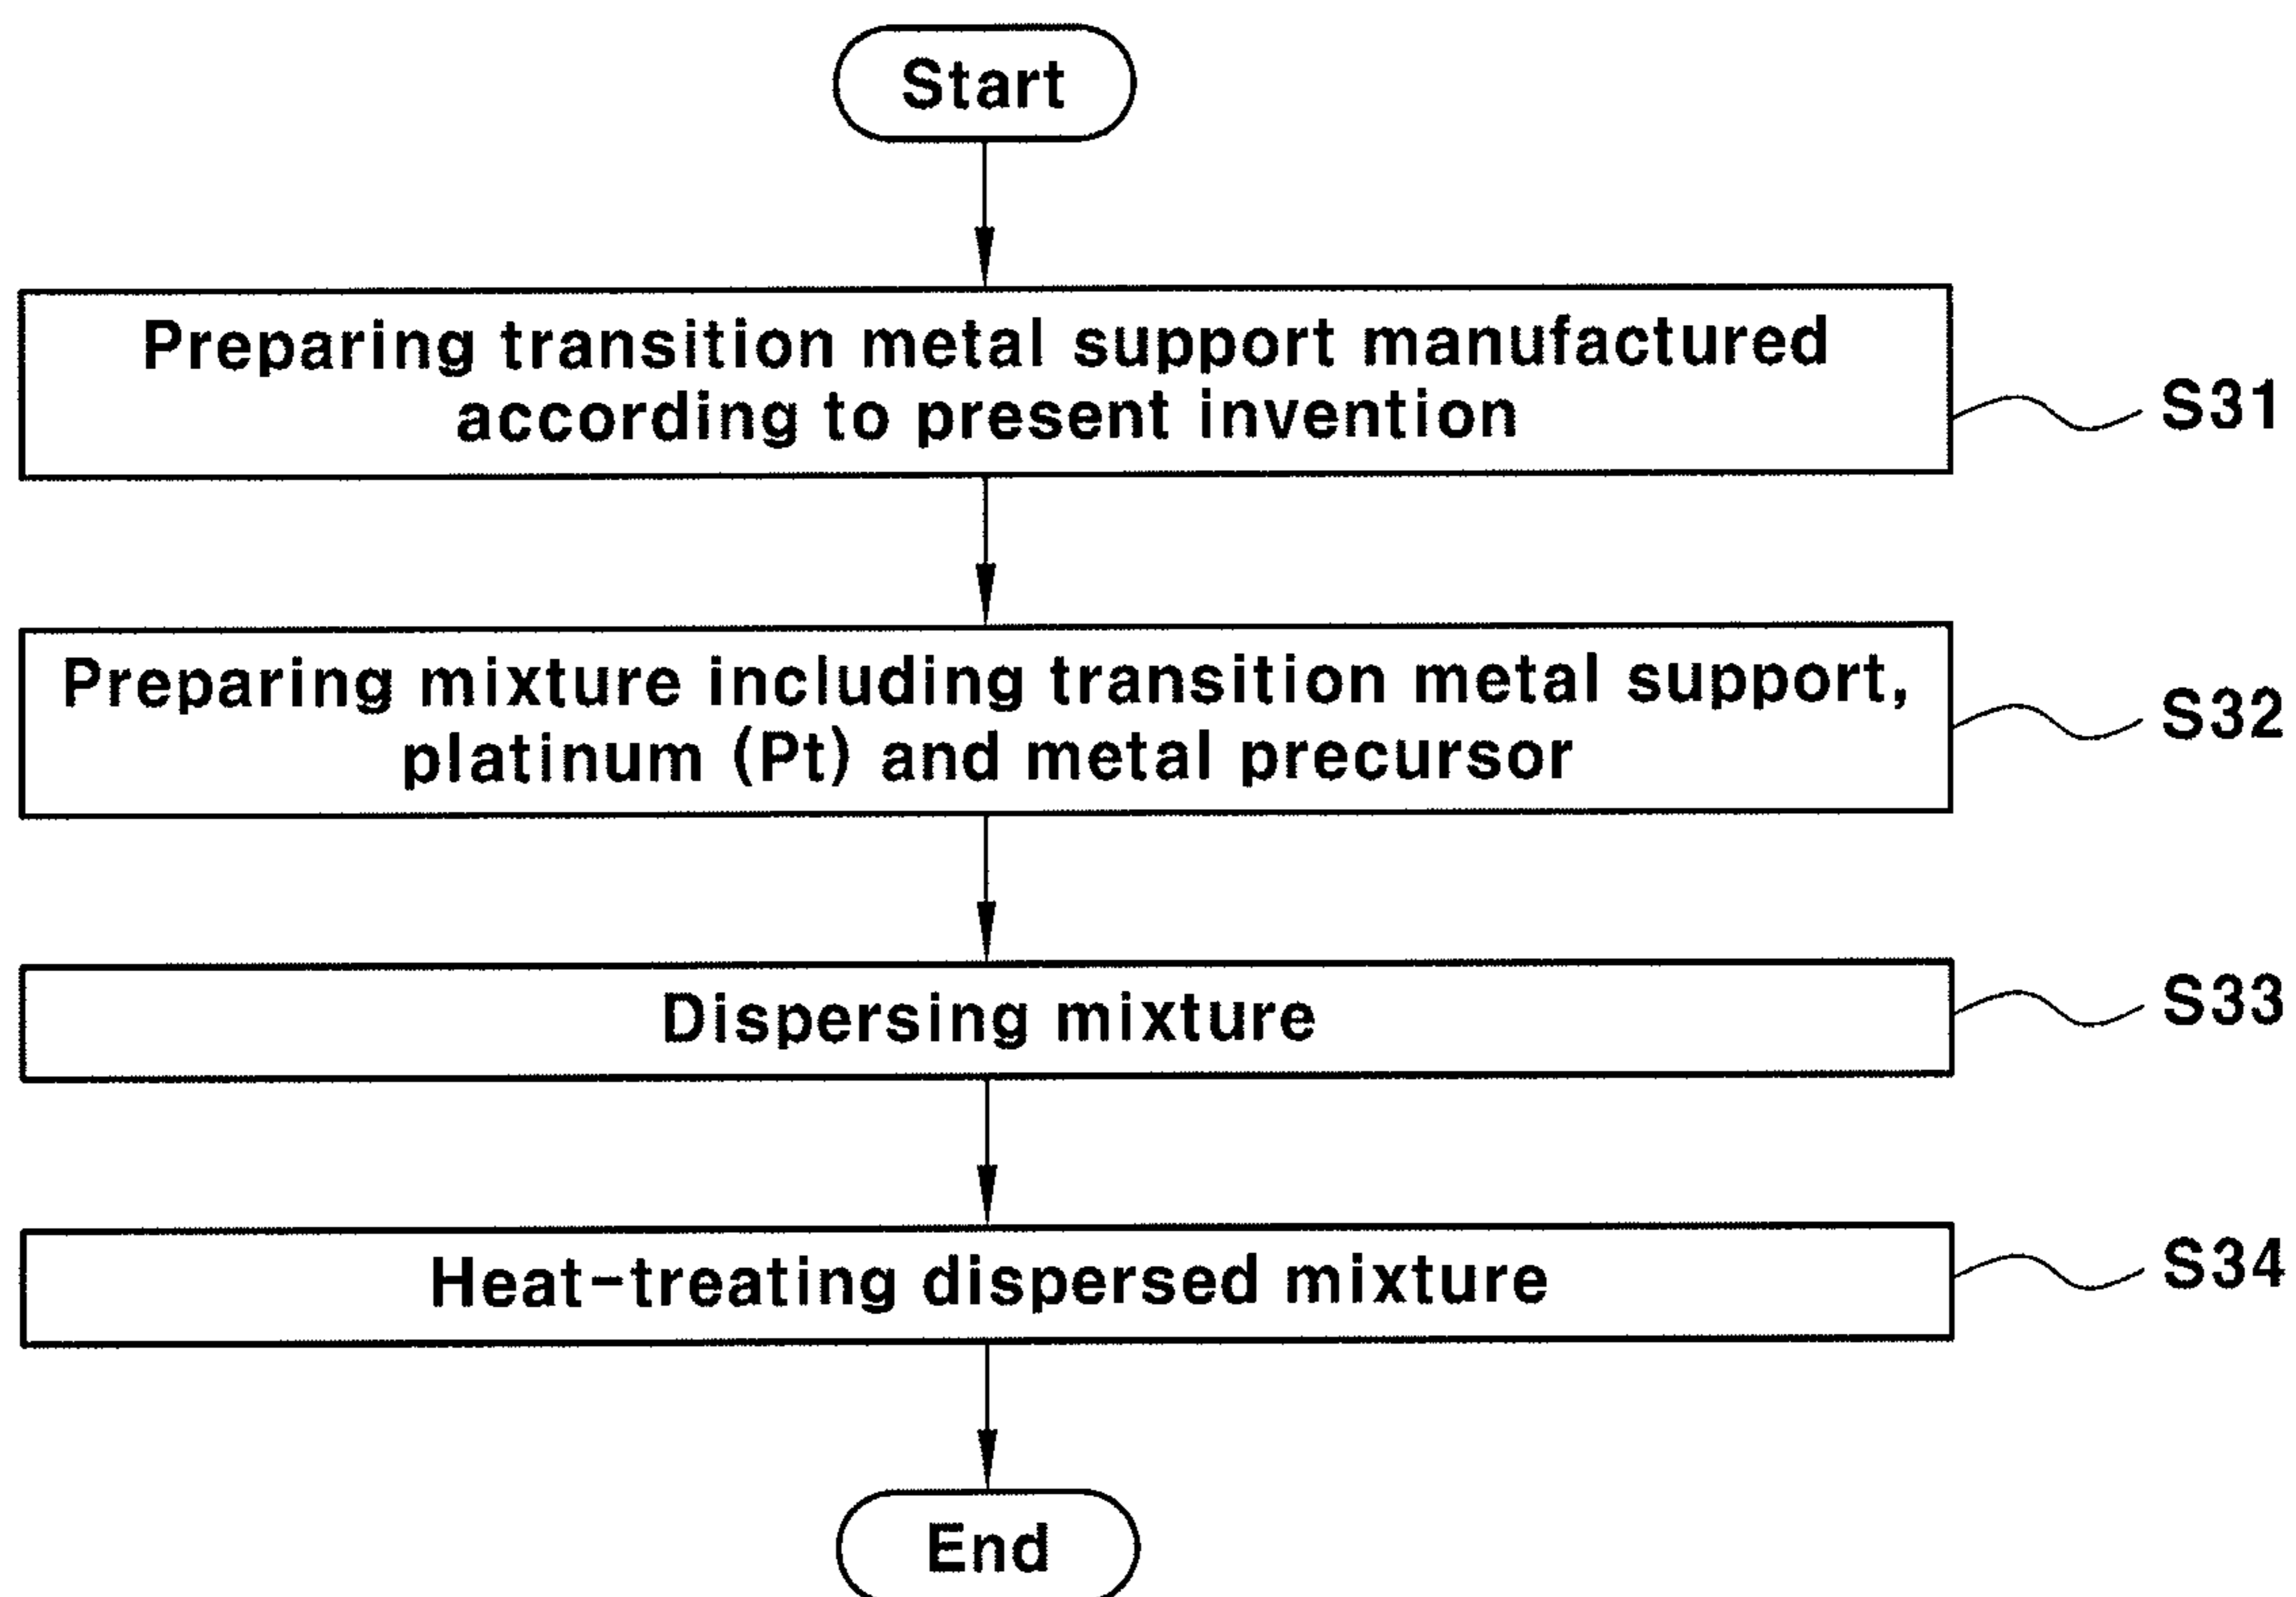 Start
Preparing transition metal support manufactured
according to present invention
S31
Preparing mixture including transition metal support,
platinum (Pt) and metal precursor
S32
Dispersing mixture
S33
Heat-treating dispersed mixture
S34
End